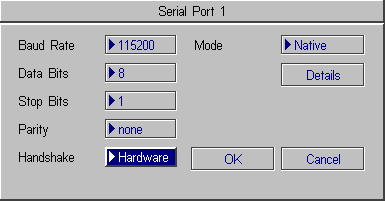 Serial Port 1
Baud Rate 115200 Mode Native
Data Bits 8 Details
Stop Bits 1
Parity none
Handshake Hardware OK Cancel